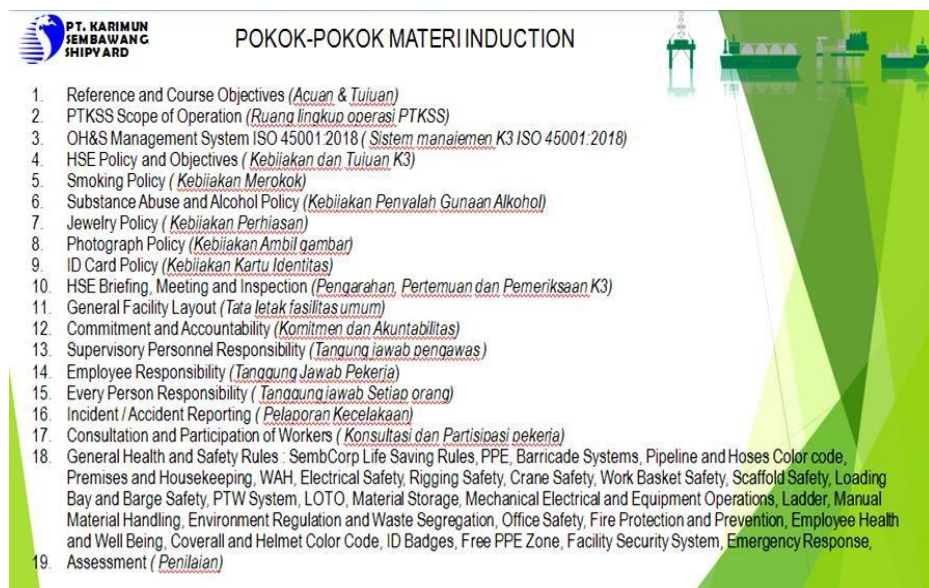 PT. KARIMUN
SEMBAWANG
SHIPYARD
POKOK-POKOK MATERI INDUCTION
1. Reference and Course Objectives (Acuan & Tujuan)
2. PTKSS Scope of Operation (Ruang lingkup operasi PTKSS)
3. OH&S Management System ISO 45001:2018 ( Sistem manajemen K3 ISO 45001:2018)
4. HSE Policy and Objectives ( Kebijakan dan Tujuan K3)
5. Smoking Policy ( Kebijakan Merokok)
6. Substance Abuse and Alcohol Policy (Kebijakan Penyalah Gunaan Alkohol)
7. Jewelry Policy ( Kebijakan Perhiasan)
8. Photograph Policy (Kebijakan Ambil gambar)
9. ID Card Policy (Kebijakan Kartu Identitas)
10. HSE Briefing, Meeting and Inspection (Pengarahan, Pertemuan dan Pemeriksaan K3)
11. General Facility Layout (Tata letak fasilitas umum)
12. Commitment and Accountability (Komitmen dan Akuntabilitas)
13. Supervisory Personnel Responsibility (Tangung jawab pengawas )
14. Employee Responsibility (Tanggung Jawab Pekerja)
15. Every Person Responsibility ( Tanggung jawab Setiap orang)
16. Incident / Accident Reporting ( Pelaporan Kecelakaan)
17. Consultation and Participation of Workers ( Konsultasi dan Partisipasi pekerja)
18. General Health and Safety Rules : SembCorp Life Saving Rules, PPE, Barricade Systems, Pipeline and Hoses Color code,
Premises and Housekeeping, WAH, Electrical Safety, Rigging Safety, Crane Safety, Work Basket Safety, Scaffold Safety, Loading
Bay and Barge Safety, PTW System, LOTO, Material Storage, Mechanical Electrical and Equipment Operations, Ladder, Manual
Material Handling, Environment Regulation and Waste Segregation, Office Safety, Fire Protection and Prevention, Employee Health
and Well Being, Coverall and Helmet Color Code, ID Badges, Free PPE Zone, Facility Security System, Emergency Response,
19. Assessment ( Penilaian)